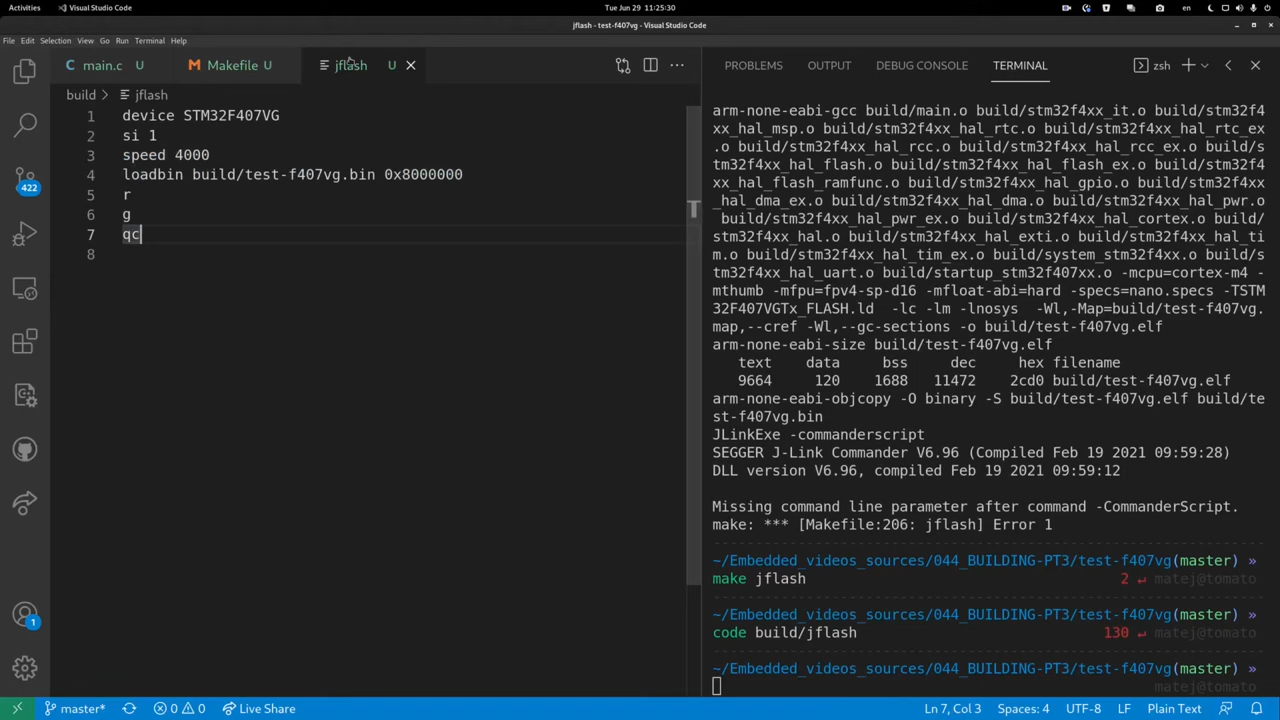 Activities
Visual Studio Code
Tue Jun 29 11:25:30
en
jflash - test-f407vg - Visual Studio Code
File Edit Selection View Go Run Terminal Help
C main.c U
M Makefile U
jflash U
build jflash
1 device STM32F407VG
2 si 1
3 speed 4000
4 loadbin build/test-f407vg.bin 0x8000000
5 r
6 g
7 qc
8
422
1
PROBLEMS OUTPUT DEBUG CONSOLE TERMINAL zsh
arm-none-eabi-gcc build/main.o build/stm32f4xx_it.o build/stm32f4
xx_hal_msp.o build/stm32f4xx_hal_rtc.o build/stm32f4xx_hal_rtc_ex
.o build/stm32f4xx_hal_rcc.o build/stm32f4xx_hal_rcc_ex.o build/s
tm32f4xx_hal_flash.o build/stm32f4xx_hal_flash_ex.o build/stm32f4
xx_hal_flash_ramfunc.o build/stm32f4xx_hal_gpio.o build/stm32f4xx
_hal_dma_ex.o build/stm32f4xx_hal_dma.o build/stm32f4xx_hal_pwr.o
 build/stm32f4xx_hal_pwr_ex.o build/stm32f4xx_hal_cortex.o build/
stm32f4xx_hal.o build/stm32f4xx_hal_exti.o build/stm32f4xx_hal_ti
m.o build/stm32f4xx_hal_tim_ex.o build/system_stm32f4xx.o build/s
tm32f4xx_hal_uart.o build/startup_stm32f407xx.o -mcpu=cortex-m4 -
mthumb -mfpu=fpv4-sp-d16 -mfloat-abi=hard -specs=nano.specs -TSTM
32F407VGTx_FLASH.ld -lc -lm -lnosys -Wl,-Map=build/test-f407vg.
map,--cref -Wl,--gc-sections -o build/test-f407vg.elf
arm-none-eabi-size build/test-f407vg.elf
text data bss dec hex filename
9664 120 1688 11472 2cd0 build/test-f407vg.elf
arm-none-eabi-objcopy -O binary -S build/test-f407vg.elf build/te
st-f407vg.bin
JLinkExe -commanderscript
SEGGER J-Link Commander V6.96 (Compiled Feb 19 2021 09:59:28)
DLL version V6.96, compiled Feb 19 2021 09:59:12
Missing command line parameter after command -CommanderScript.
make: *** [Makefile:206: jflash] Error 1
~/Embedded_videos_sources/044_BUILDING-PT3/test-f407vg(master) »
make jflash 2 ↵ matej@tomato
~/Embedded_videos_sources/044_BUILDING-PT3/test-f407vg(master) »
code build/jflash 130 ↵ matej@tomato
~/Embedded_videos_sources/044_BUILDING-PT3/test-f407vg(master) »
matej@tomato
master* 0 0 Live Share Ln 7, Col 3 Spaces: 4 UTF-8 LF Plain Text